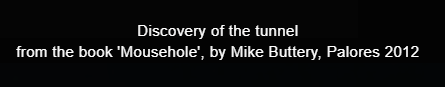 Discovery of the tunnel
from the book 'Mousehole', by Mike Buttery, Palores 2012